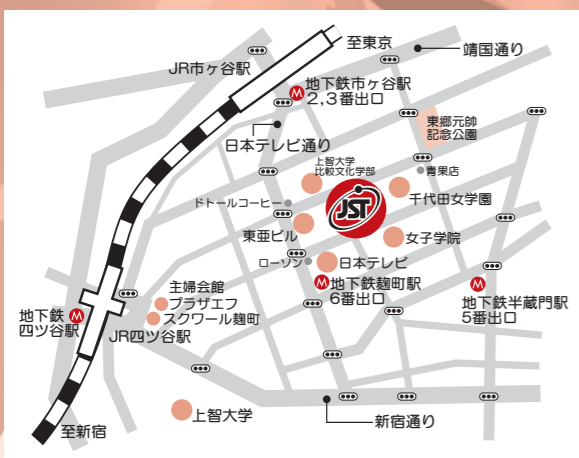 至東京
靖国通り
JR市ヶ谷駅
地下鉄市ヶ谷駅
2,3番出口
東郷元帥
記念公園
日本テレビ通り
上智大学
比較文化学部
青果店
千代田女学園
ドトールコーヒー
JST
東亜ビル
女子学院
ローソン
日本テレビ
地下鉄麹町駅
6番出口
地下鉄半蔵門駅
5番出口
主婦会館
プラザエフ
スクワール麹町
地下鉄
四ツ谷駅
JR四ツ谷駅
上智大学
新宿通り
至新宿
M
M
M
M